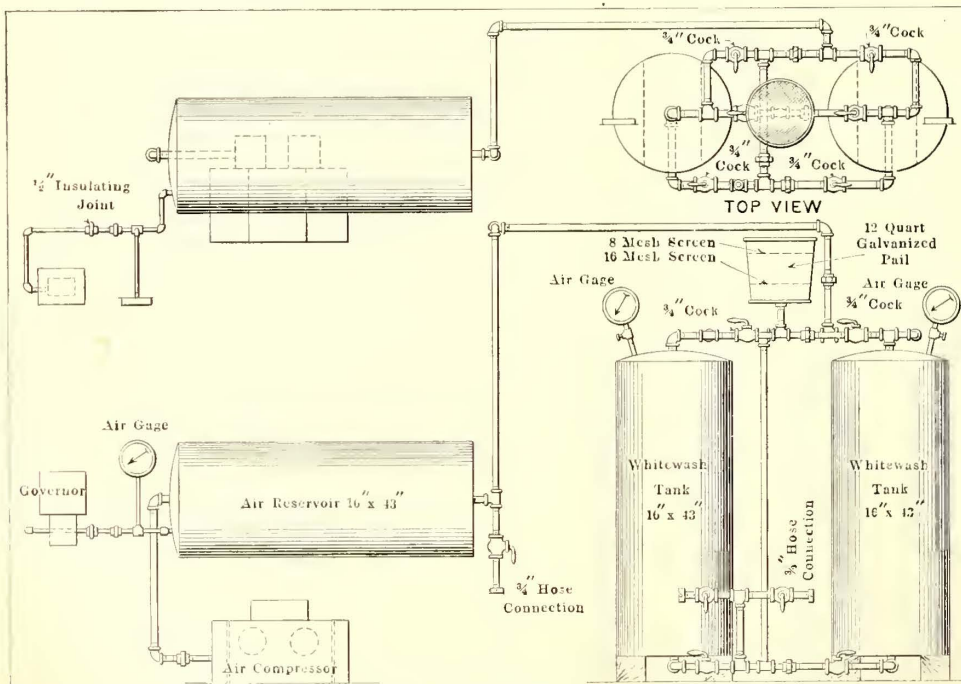 3/4" Cock
3/4" Cock
1/2" Insulating
Joint
3/4"
Cock
3/4" Cock
TOP VIEW
8 Mesh Screen
16 Mesh Screen
12 Quart
Galvanized
Pail
Air Gage
Air Gage
3/4" Cock
3/4" Cock
Air Gage
Governor
Air Reservoir 16" x 43"
Whitewash
Tank
16" x 43"
Whitewash
Tank
16" x 43"
3/4" Hose
Connection
3/4" Hose
Connection
Air Compressor